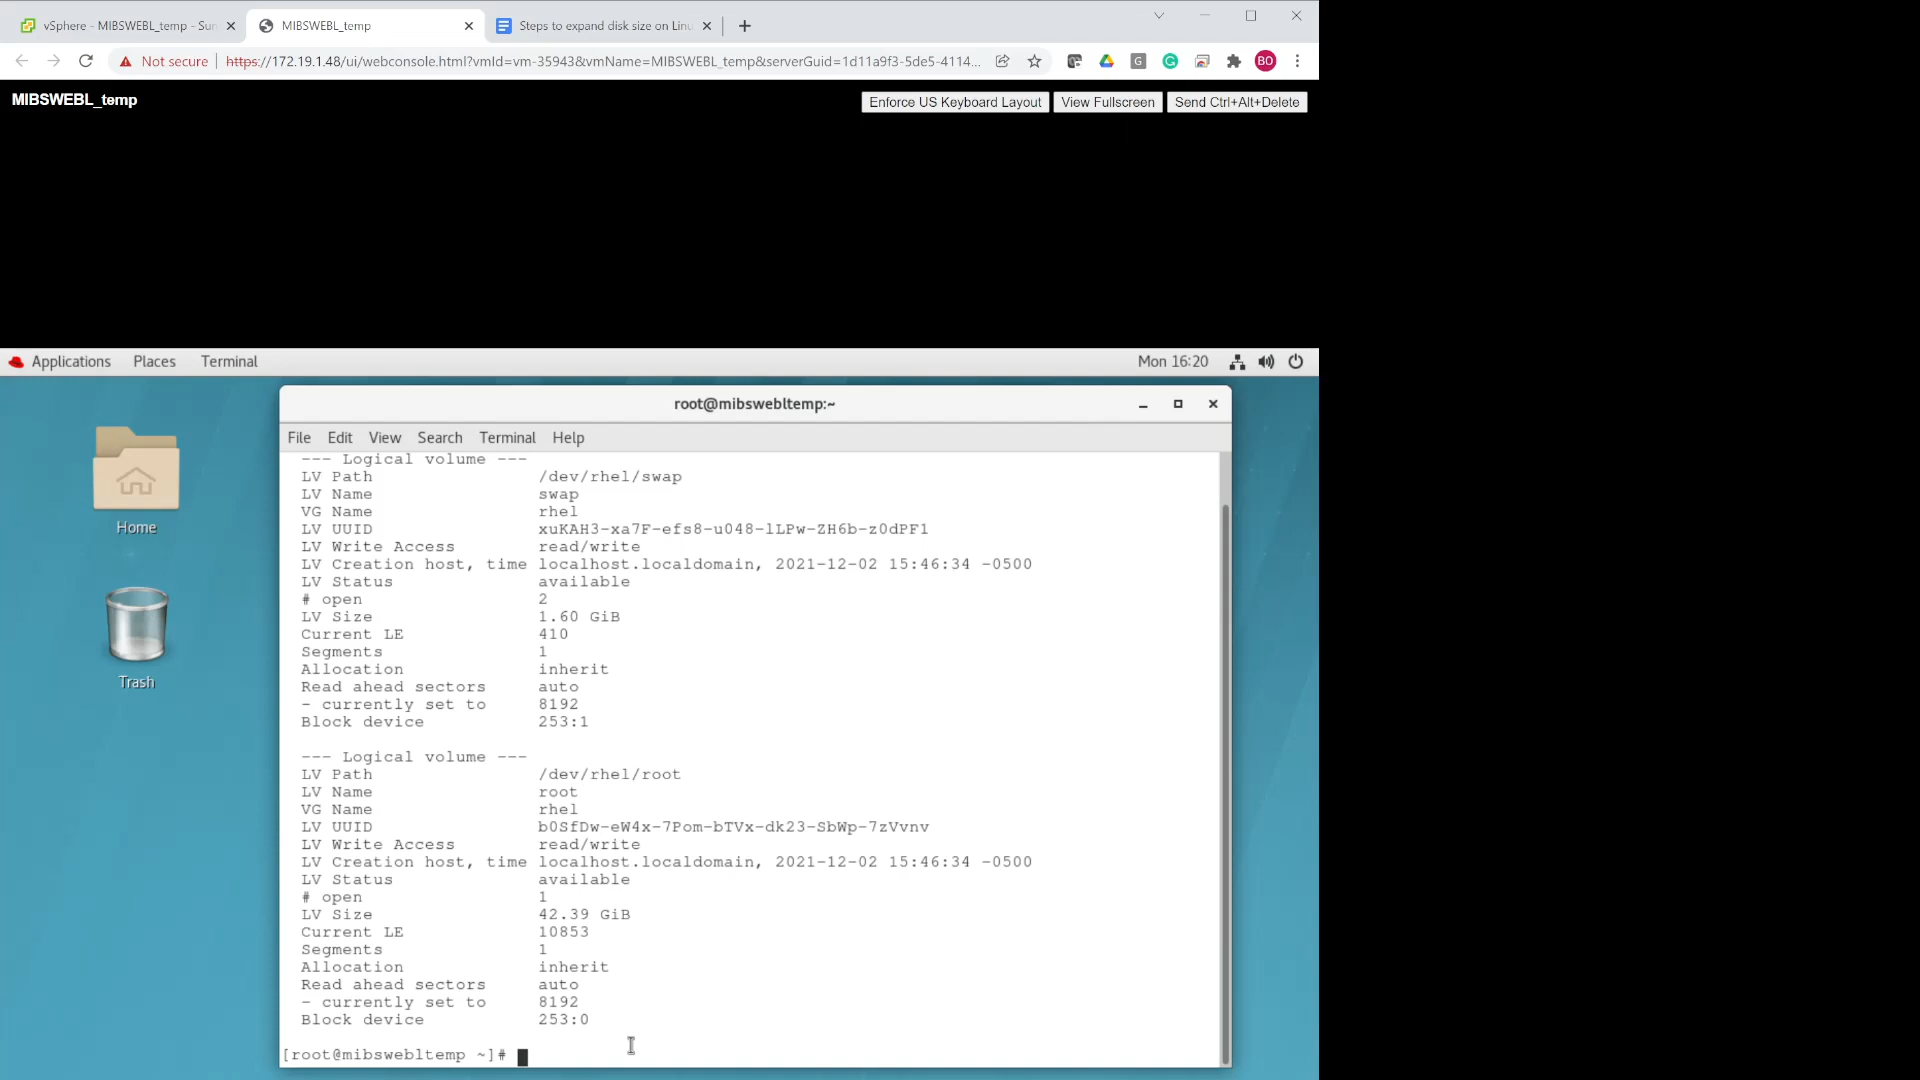 vSphere - MIBSWEBL_temp - Sun
MIBSWEBL_temp
Steps to expand disk size on Linu
Not secure
https://172.19.1.48/ui/webconsole.html?vmId=vm-35943&vmName=MIBSWEBL_temp&serverGuid=1d11a9f3-5de5-4114...
BO
MIBSWEBL_temp
Enforce US Keyboard Layout
View Fullscreen
Send Ctrl+Alt+Delete
Applications Places Terminal
Mon 16:20
Home
Trash
root@mibswebltemp:~
File Edit View Search Terminal Help
--- Logical volume ---
LV Path /dev/rhel/swap
LV Name swap
VG Name rhel
LV UUID xuKAH3-xa7F-efs8-u048-lLPw-ZH6b-z0dPF1
LV Write Access read/write
LV Creation host, time localhost.localdomain, 2021-12-02 15:46:34 -0500
LV Status available
# open 2
LV Size 1.60 GiB
Current LE 410
Segments 1
Allocation inherit
Read ahead sectors auto
- currently set to 8192
Block device 253:1
--- Logical volume ---
LV Path /dev/rhel/root
LV Name root
VG Name rhel
LV UUID b0SfDw-eW4x-7Pom-bTVx-dk23-SbWp-7zVvnv
LV Write Access read/write
LV Creation host, time localhost.localdomain, 2021-12-02 15:46:34 -0500
LV Status available
# open 1
LV Size 42.39 GiB
Current LE 10853
Segments 1
Allocation inherit
Read ahead sectors auto
- currently set to 8192
Block device 253:0
[root@mibswebltemp ~]#